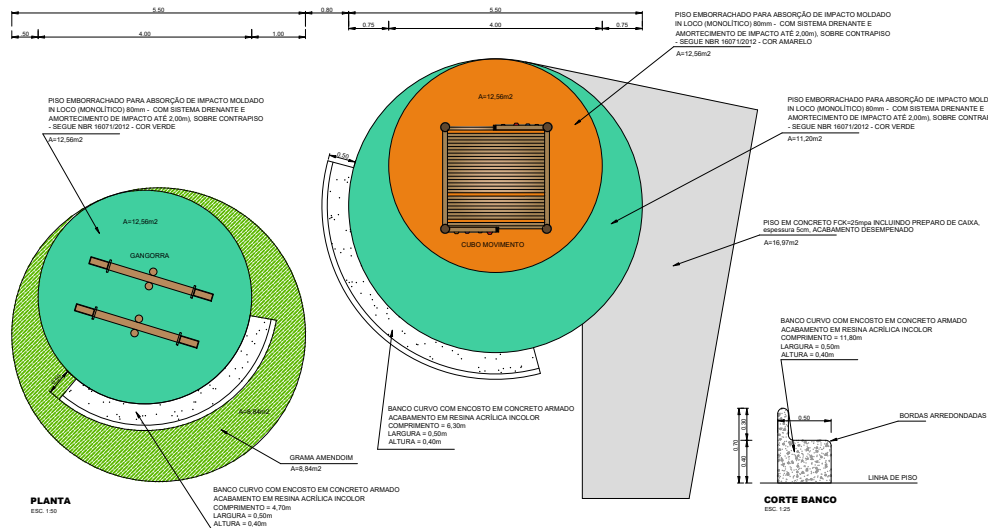 5.50
0.80
5.50
.50
4.00
1.00
0.75
4.00
0.75
PISO EMBORRACHADO PARA ABSORÇÃO DE IMPACTO MOLDADO
IN LOCO (MONOLÍTICO) 80mm - COM SISTEMA DRENANTE E
AMORTECIMENTO DE IMPACTO ATÉ 2,00m), SOBRE CONTRAPISO
- SEGUE NBR 16071/2012 - COR AMARELO
A=12,56m2
PISO EMBORRACHADO PARA ABSORÇÃO DE IMPACTO MOLDADO
IN LOCO (MONOLÍTICO) 80mm - COM SISTEMA DRENANTE E
AMORTECIMENTO DE IMPACTO ATÉ 2,00m), SOBRE CONTRAPISO
- SEGUE NBR 16071/2012 - COR VERDE
A=12,56m2
PISO EMBORRACHADO PARA ABSORÇÃO DE IMPACTO MOLD
IN LOCO (MONOLÍTICO) 80mm - COM SISTEMA DRENANTE E
AMORTECIMENTO DE IMPACTO ATÉ 2,00m), SOBRE CONTRA
- SEGUE NBR 16071/2012 - COR VERDE
A=11,20m2
A=12,56m2
0,50
CUBO MOVIMENTO
A=12,56m2
GANGORRA
PISO EM CONCRETO FCK=25mpa INCLUINDO PREPARO DE CAIXA,
espessura 5cm, ACABAMENTO DESEMPENADO
A=16,97m2
BANCO CURVO COM ENCOSTO EM CONCRETO ARMADO
ACABAMENTO EM RESINA ACRÍLICA INCOLOR
COMPRIMENTO = 11,80m
LARGURA = 0,50m
ALTURA = 0,40m
BANCO CURVO COM ENCOSTO EM CONCRETO ARMADO
ACABAMENTO EM RESINA ACRÍLICA INCOLOR
COMPRIMENTO = 6,30m
LARGURA = 0,50m
ALTURA = 0,40m
A=8,84m2
GRAMA AMENDOIM
A=8,84m2
BANCO CURVO COM ENCOSTO EM CONCRETO ARMADO
ACABAMENTO EM RESINA ACRÍLICA INCOLOR
COMPRIMENTO = 4,70m
LARGURA = 0,50m
ALTURA = 0,40m
PLANTA
ESC. 1:50
0.50
0.30
0.70
0.40
BORDAS ARREDONDADAS
LINHA DE PISO
CORTE BANCO
ESC. 1:25